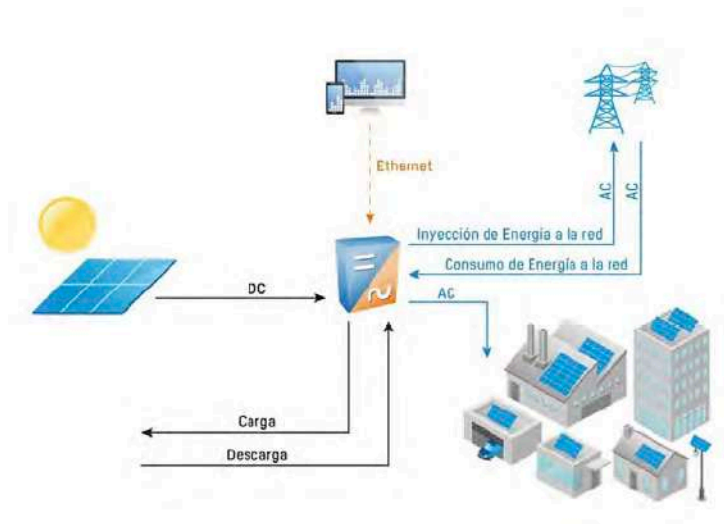 Ethernet
AC
AC
Inyección de Energía a la red
Consumo de Energía a la red
DC
AC
Carga
Descarga